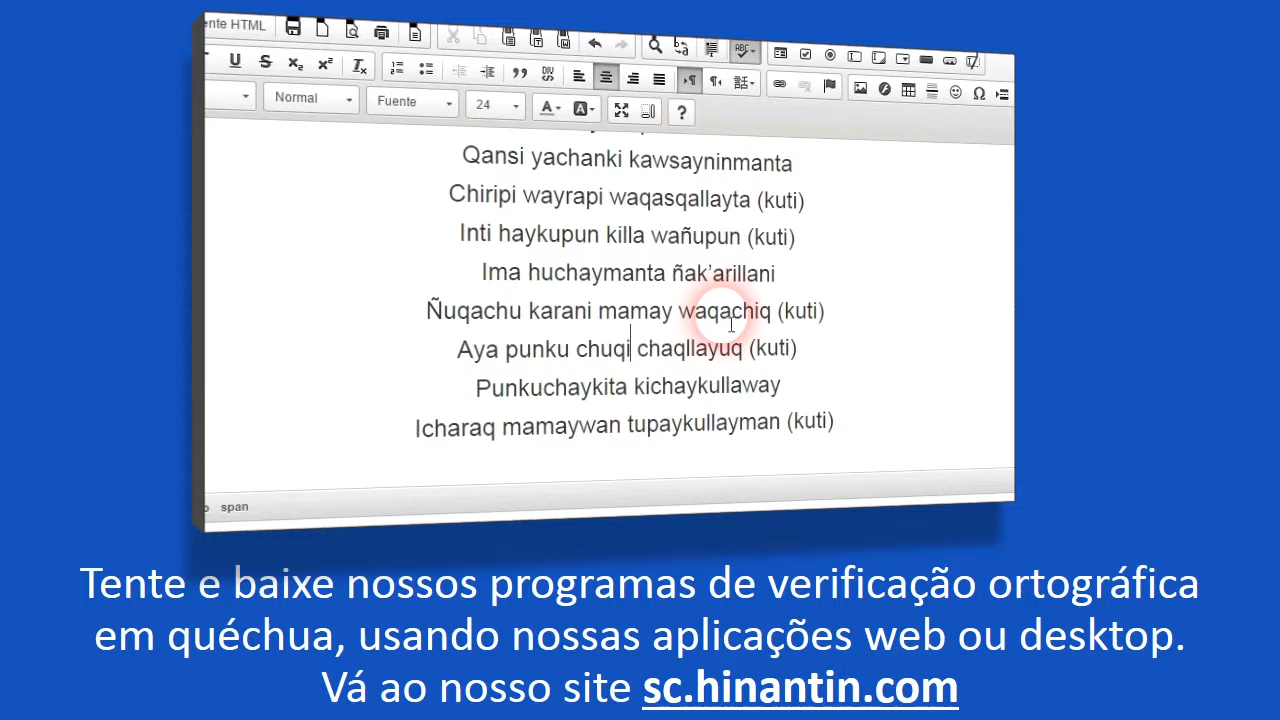 ente HTML
Normal
Fuente
24
Qansi yachanki kawsayninmanta
Chiripi wayrapi waqasqallayta (kuti)
Inti haykupun killa wañupun (kuti)
Ima huchaymanta ñak'arillani
Ñuqachu karani mamay waqachiq (kuti)
Aya punku chuqi chaqllayuq (kuti)
Punkuchaykita kichaykullaway
Icharaq mamaywan tupaykullayman (kuti)
span
Tente e baixe nossos programas de verificação ortográfica
em quéchua, usando nossas aplicações web ou desktop.
Vá ao nosso site sc.hinantin.com